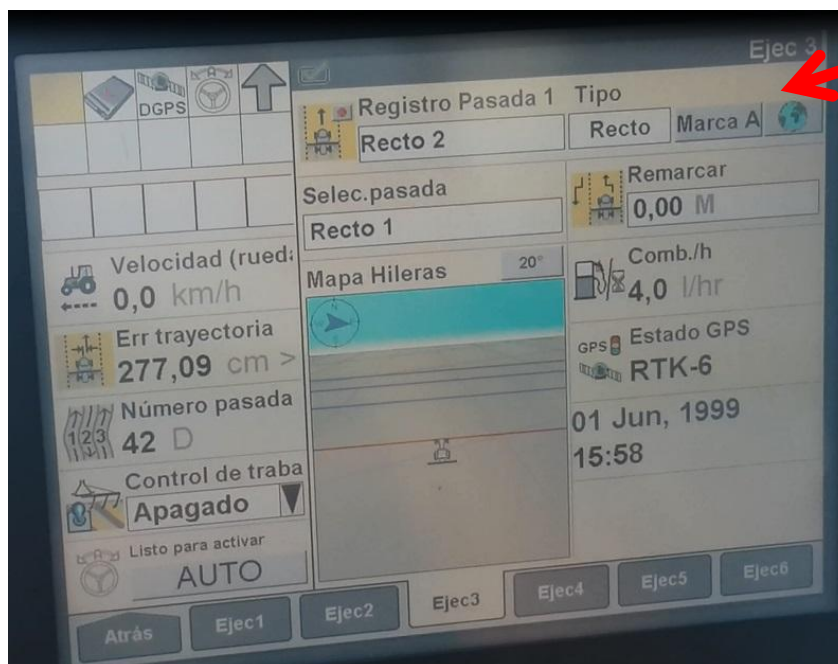 Ejec 3
DGPS
Registro Pasada 1
Recto 2
Tipo
Recto
Marca A
Selec.pasada
Recto 1
Remarcar
0,00 M
Velocidad (rued
0,0 km/h
Mapa Hileras
20°
Comb./h
4,0 l/hr
Err trayectoria
277,09 cm >
GPS
Estado GPS
RTK-6
Número pasada
123
42 D
01 Jun, 1999
15:58
Control de traba
Apagado
Listo para activar
AUTO
Atrás
Ejec1
Ejec2
Ejec3
Ejec4
Ejec5
Ejec6